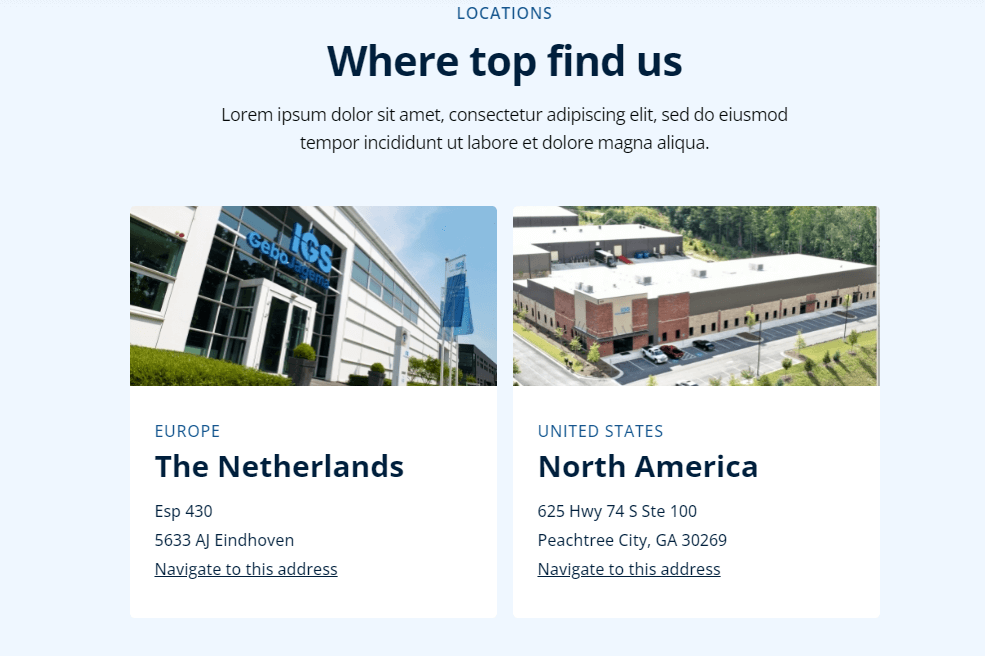 LOCATIONS
Where top find us
Lorem ipsum dolor sit amet, consectetur adipiscing elit, sed do eiusmod
tempor incididunt ut labore et dolore magna aliqua.
IGS
Gebo
EUROPE
The Netherlands
Esp 430
5633 AJ Eindhoven
Navigate to this address
UNITED STATES
North America
625 Hwy 74 S Ste 100
Peachtree City, GA 30269
Navigate to this address